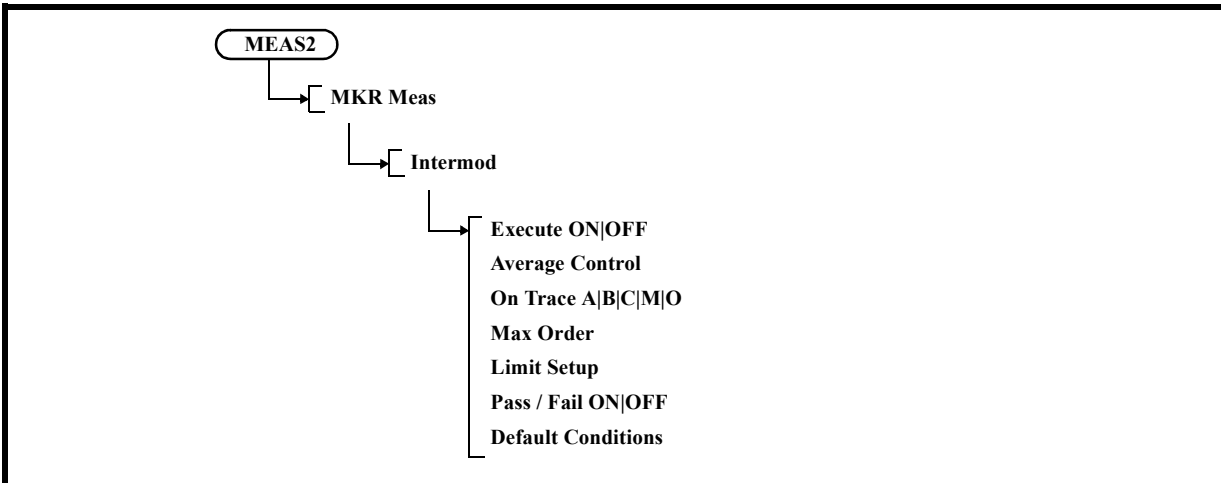 MEAS2
MKR Meas
Intermod
Execute ON|OFF
Average Control
On Trace A|B|C|M|O
Max Order
Limit Setup
Pass / Fail ON|OFF
Default Conditions